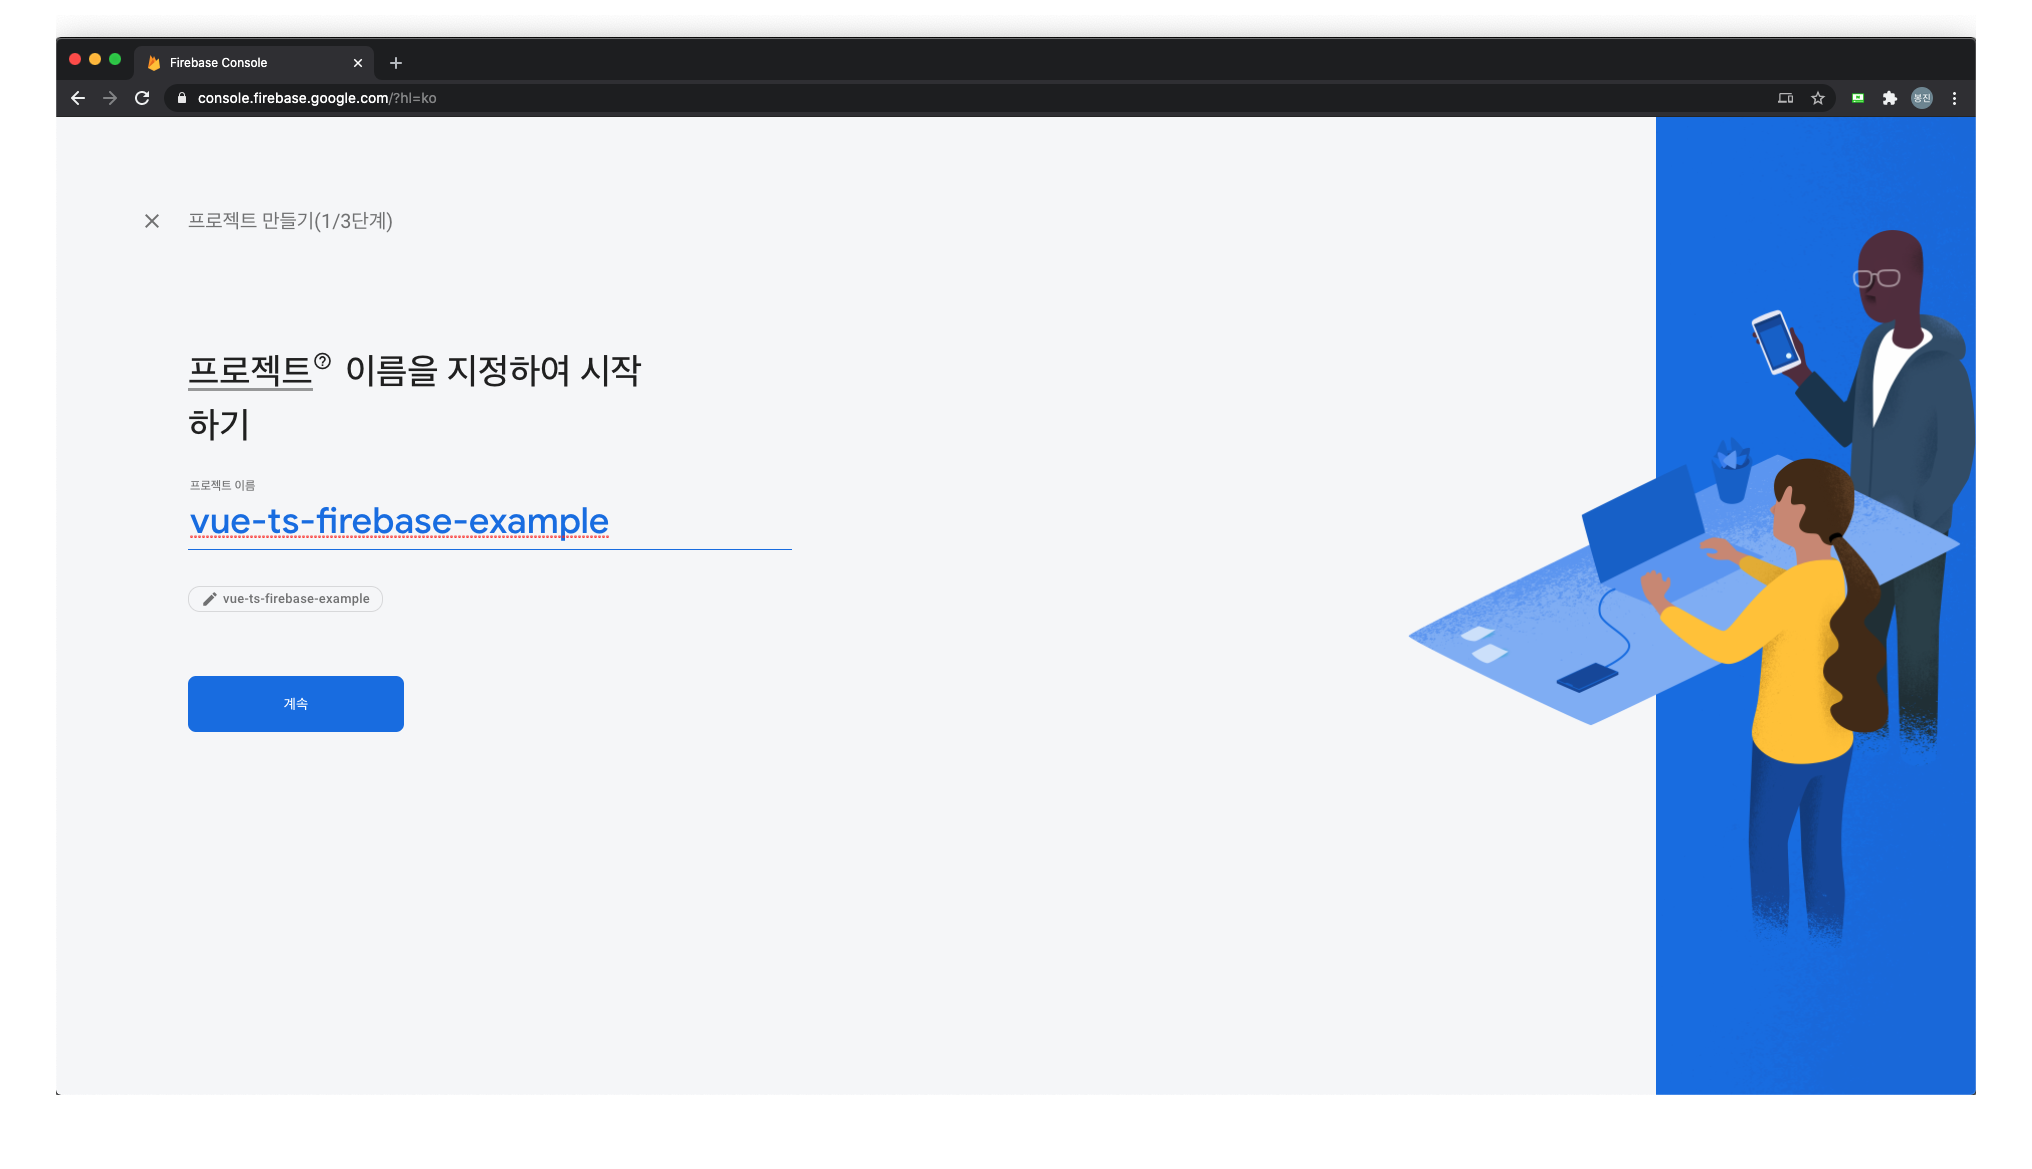 Firebase Console
console.firebase.google.com/?hl=ko
봉진
프로젝트 만들기(1/3단계)
프로젝트 이름을 지정하여 시작
하기
프로젝트 이름
vue-ts-firebase-example
vue-ts-firebase-example
계속